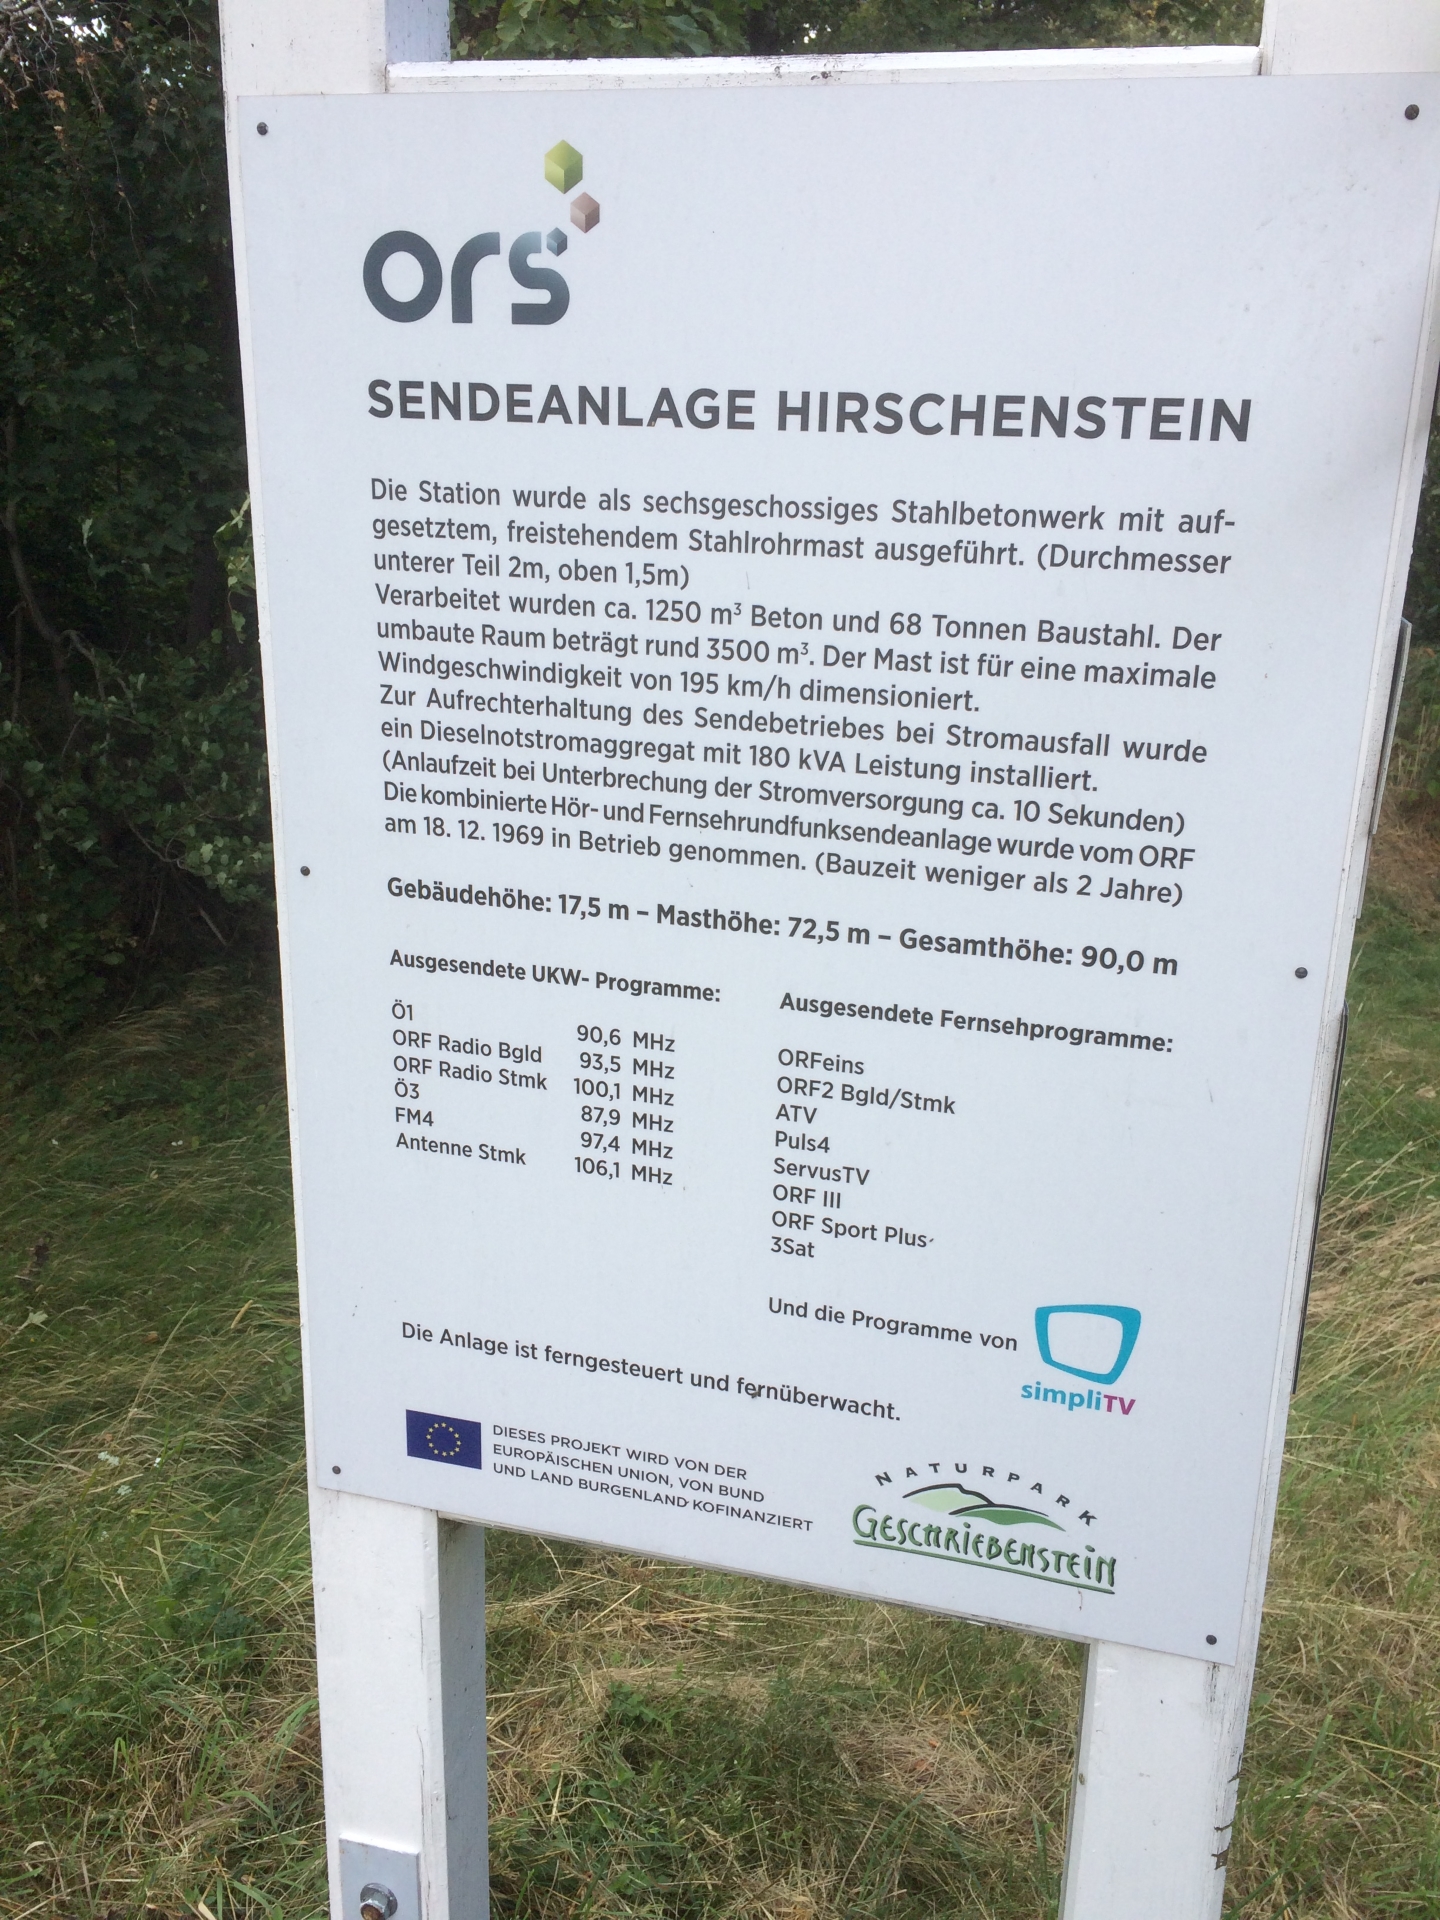 ors
SENDEANLAGE HIRSCHENSTEIN
Die Station wurde als sechsgeschossiges Stahlbetonwerk mit auf-
gesetztem, freistehendem Stahlrohrmast ausgeführt. (Durchmesser
unterer Teil 2m, oben 1,5m)
Verarbeitet wurden ca. 1250 m³ Beton und 68 Tonnen Baustahl. Der
umbaute Raum beträgt rund 3500 m³. Der Mast ist für eine maximale
Windgeschwindigkeit von 195 km/h dimensioniert.
Zur Aufrechterhaltung des Sendebetriebes bei Stromausfall wurde
ein Dieselnotstromaggregat mit 180 kVA Leistung installiert.
(Anlaufzeit bei Unterbrechung der Stromversorgung ca. 10 Sekunden)
Die kombinierte Hör- und Fernsehrundfunksendeanlage wurde vom ORF
am 18. 12. 1969 in Betrieb genommen. (Bauzeit weniger als 2 Jahre)
Gebäudehöhe: 17,5 m – Masthöhe: 72,5 m – Gesamthöhe: 90,0 m
Ausgesendete UKW- Programme:
Ö1 90,6 MHz
ORF Radio Bgld 93,5 MHz
ORF Radio Stmk 100,1 MHz
Ö3 87,9 MHz
FM4 97,4 MHz
Antenne Stmk 106,1 MHz
Ausgesendete Fernsehprogramme:
ORFeins
ORF2 Bgld/Stmk
ATV
Puls4
ServusTV
ORF III
ORF Sport Plus
3Sat
Und die Programme von
simpliTV
Die Anlage ist ferngesteuert und fernüberwacht.
DIESES PROJEKT WIRD VON DER
EUROPÄISCHEN UNION, VON BUND
UND LAND BURGENLAND KOFINANZIERT
NATURPARK
GESCHRIEBENSTEIN